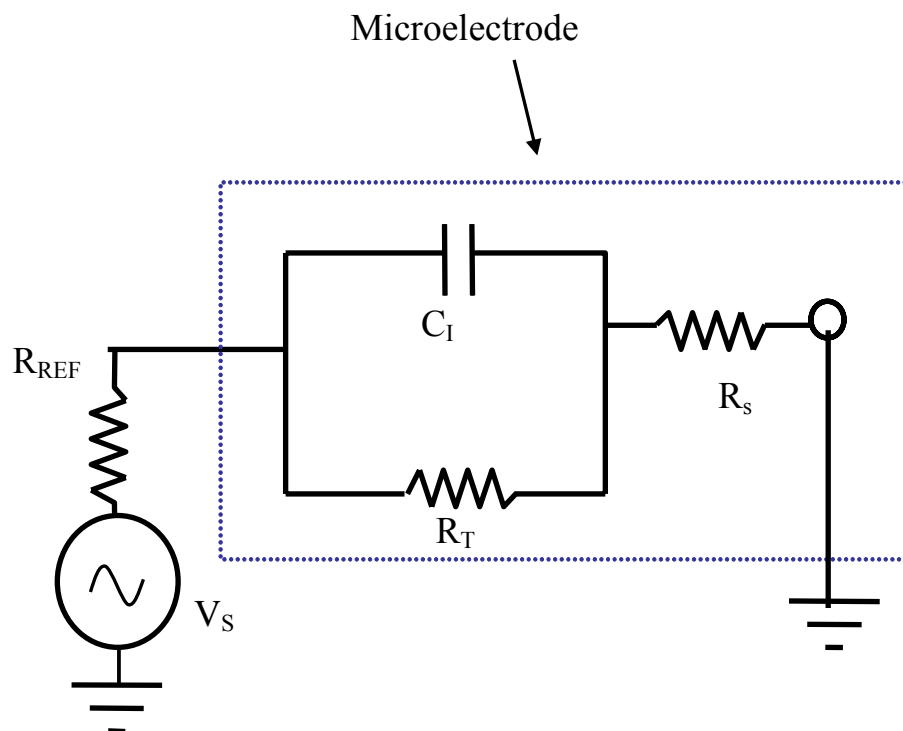 Microelectrode
C_I
R_REF
R_s
R_T
V_S